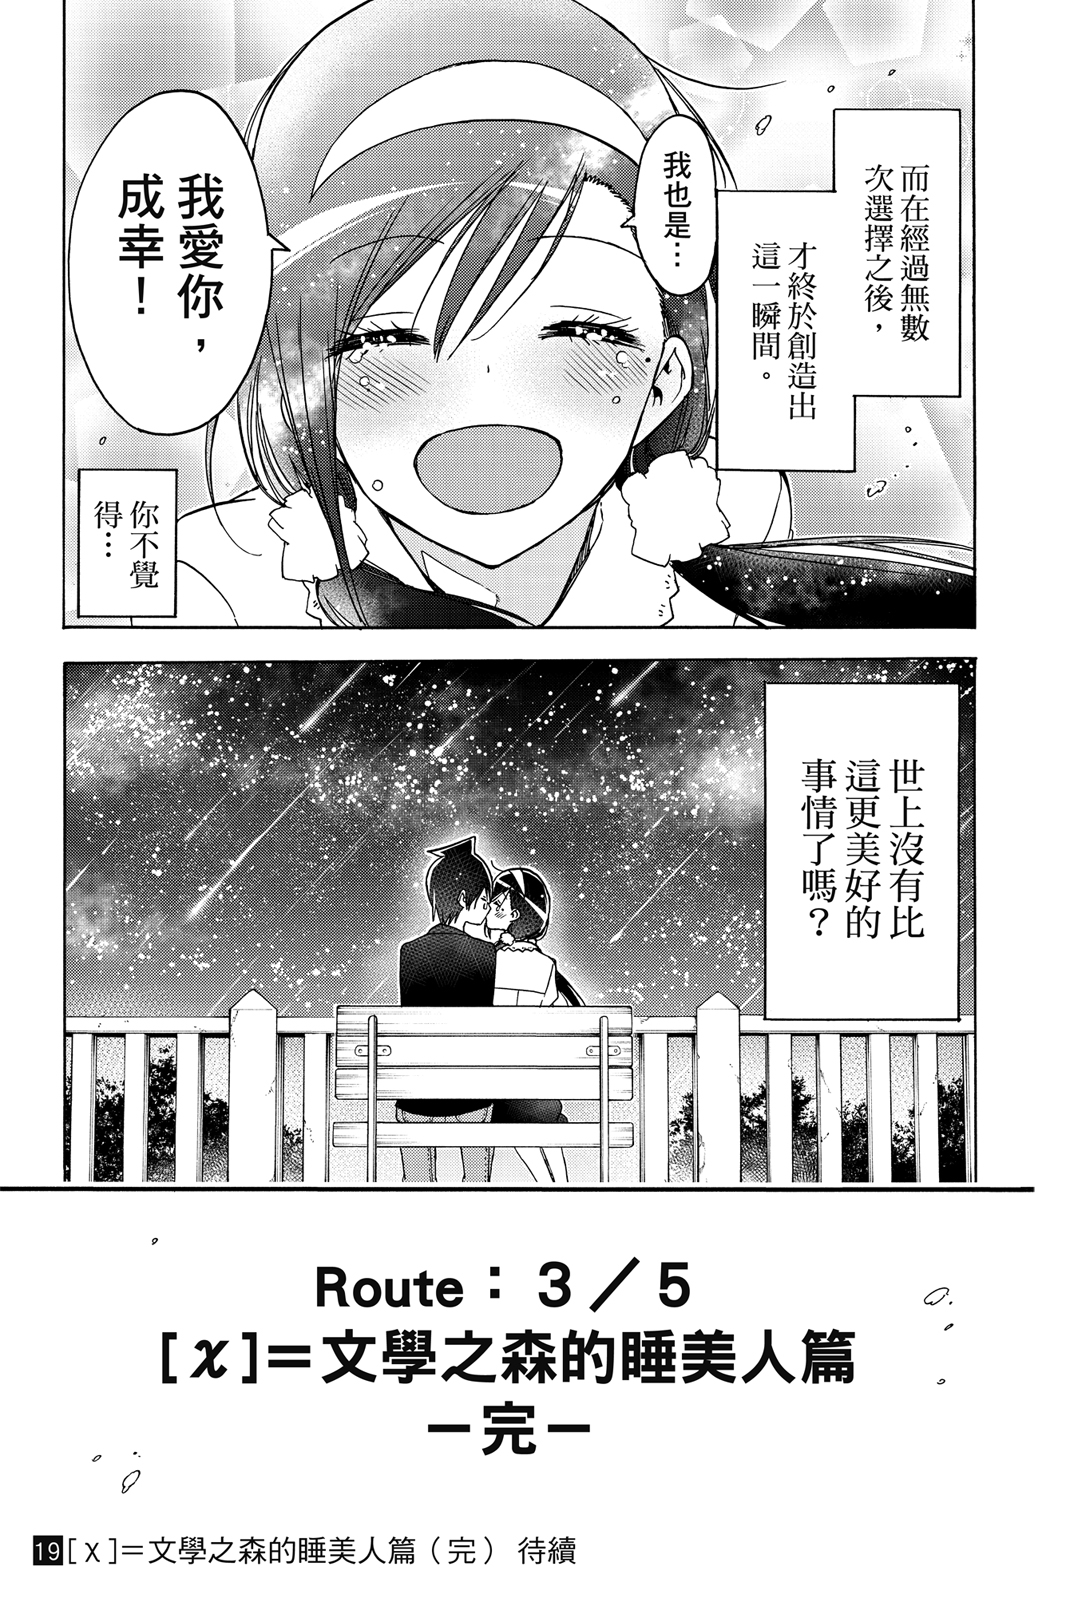 而在經過無數
次選擇之後，
才終於創造出
這一瞬間。
我也是…
我愛你，
成幸！
你不覺
得…
世上沒有比
這更美好的
事情了嗎？
Route：3／5
[χ]＝文學之森的睡美人篇
－完－
19 [χ]＝文學之森的睡美人篇（完） 待續